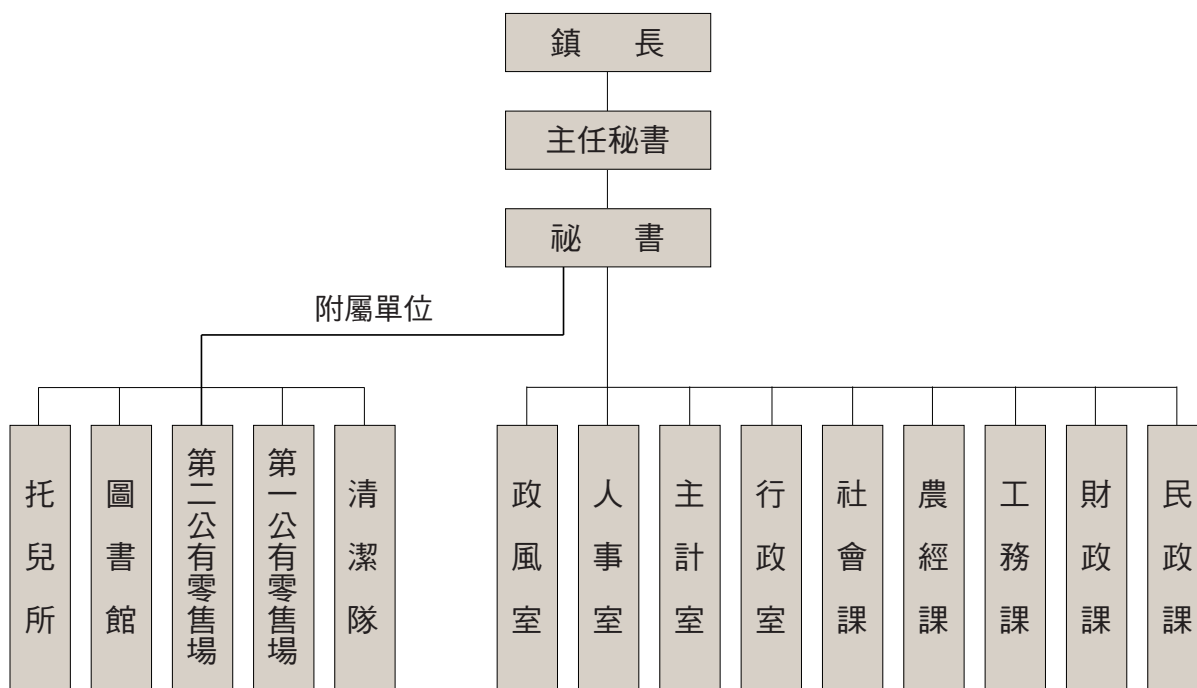 鎮長
主任秘書
祕書
附屬單位
托兒所
圖書館
第二公有零售場
第一公有零售場
清潔隊
政風室
人事室
主計室
行政室
社會課
農經課
工務課
財政課
民政課